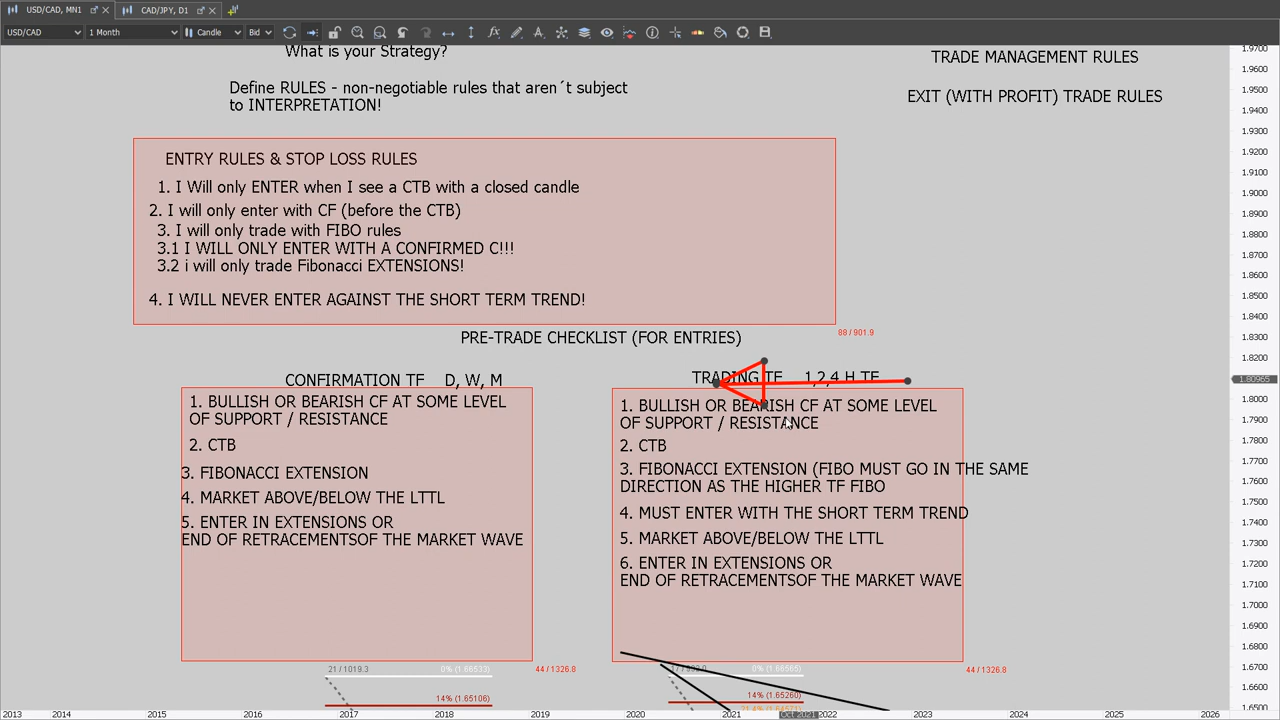 USD/CAD, MN1
CAD/JPY, D1
USD/CAD
1 Month
Candle
Bid
What is your Strategy?
Define RULES - non-negotiable rules that aren´t subject
to INTERPRETATION!
TRADE MANAGEMENT RULES
EXIT (WITH PROFIT) TRADE RULES
ENTRY RULES & STOP LOSS RULES
1. I Will only ENTER when I see a CTB with a closed candle
2. I will only enter with CF (before the CTB)
3. I will only trade with FIBO rules
3.1 I WILL ONLY ENTER WITH A CONFIRMED C!!!
3.2 i will only trade Fibonacci EXTENSIONS!
4. I WILL NEVER ENTER AGAINST THE SHORT TERM TREND!
88 / 901.9
PRE-TRADE CHECKLIST (FOR ENTRIES)
CONFIRMATION TF D, W, M
1. BULLISH OR BEARISH CF AT SOME LEVEL
OF SUPPORT / RESISTANCE
2. CTB
3. FIBONACCI EXTENSION
4. MARKET ABOVE/BELOW THE LTTL
5. ENTER IN EXTENSIONS OR
END OF RETRACEMENTSOF THE MARKET WAVE
44 / 1326.8
TRADING TF 1,2,4 H TF
1. BULLISH OR BEARISH CF AT SOME LEVEL
OF SUPPORT / RESISTANCE
2. CTB
3. FIBONACCI EXTENSION (FIBO MUST GO IN THE SAME
DIRECTION AS THE HIGHER TF FIBO
4. MUST ENTER WITH THE SHORT TERM TREND
5. MARKET ABOVE/BELOW THE LTTL
6. ENTER IN EXTENSIONS OR
END OF RETRACEMENTSOF THE MARKET WAVE
44 / 1326.8
21 / 1019.3
0% (1.66533)
14% (1.65106)
0% (1.66565)
14% (1.65260)
1.9700
1.9600
1.9500
1.9400
1.9300
1.9200
1.9100
1.9000
1.8900
1.8800
1.8700
1.8600
1.8500
1.8400
1.8300
1.8200
1.8100
1.80965
1.8000
1.7900
1.7800
1.7700
1.7600
1.7500
1.7400
1.7300
1.7200
1.7100
1.7000
1.6900
1.6800
1.6700
1.6600
1.6500
2013
2014
2015
2016
2017
2018
2019
2020
2021
Oct 2021
2022
2023
2024
2025
2026